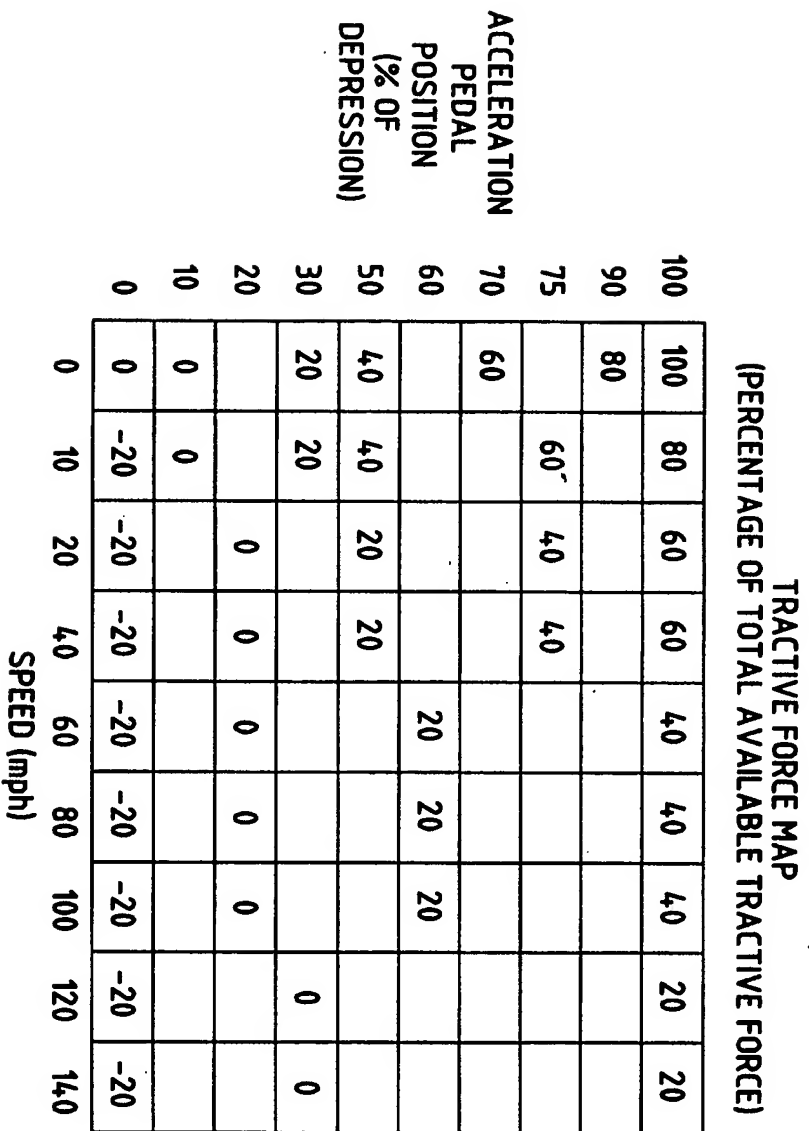 TRACTIVE FORCE MAP
(PERCENTAGE OF TOTAL AVAILABLE TRACTIVE FORCE)
100 100 80 60 60 40 40 40 20 20
90 80
75 60 40 40
70 60
60 20 20 20
50 40 40 20 20
30 20 20 0 0
20 0 0 0 0 0
10 0 0
0 0 -20 -20 -20 -20 -20 -20 -20 -20
0 10 20 40 60 80 100 120 140
SPEED (mph)
ACCELERATION
PEDAL
POSITION
(% OF
DEPRESSION)